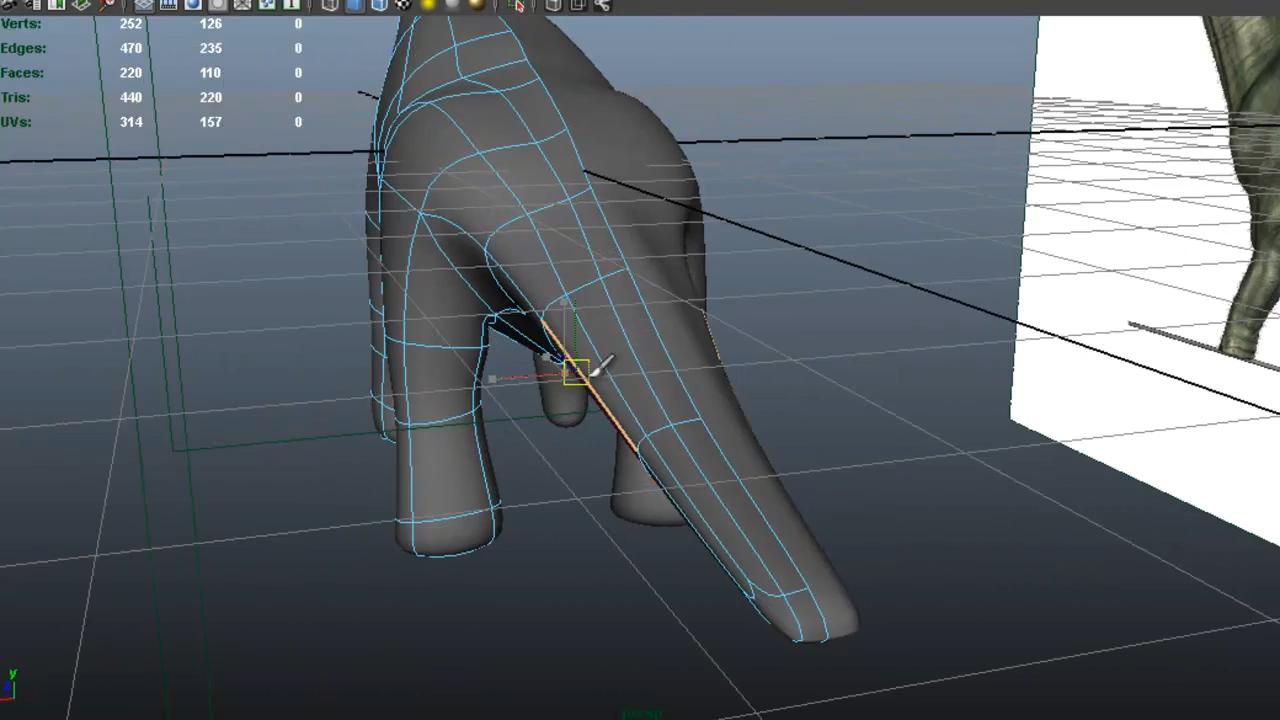 Verts: 252 126 0
Edges: 470 235 0
Faces: 220 110 0
Tris: 440 220 0
UVs: 314 157 0
y
persp